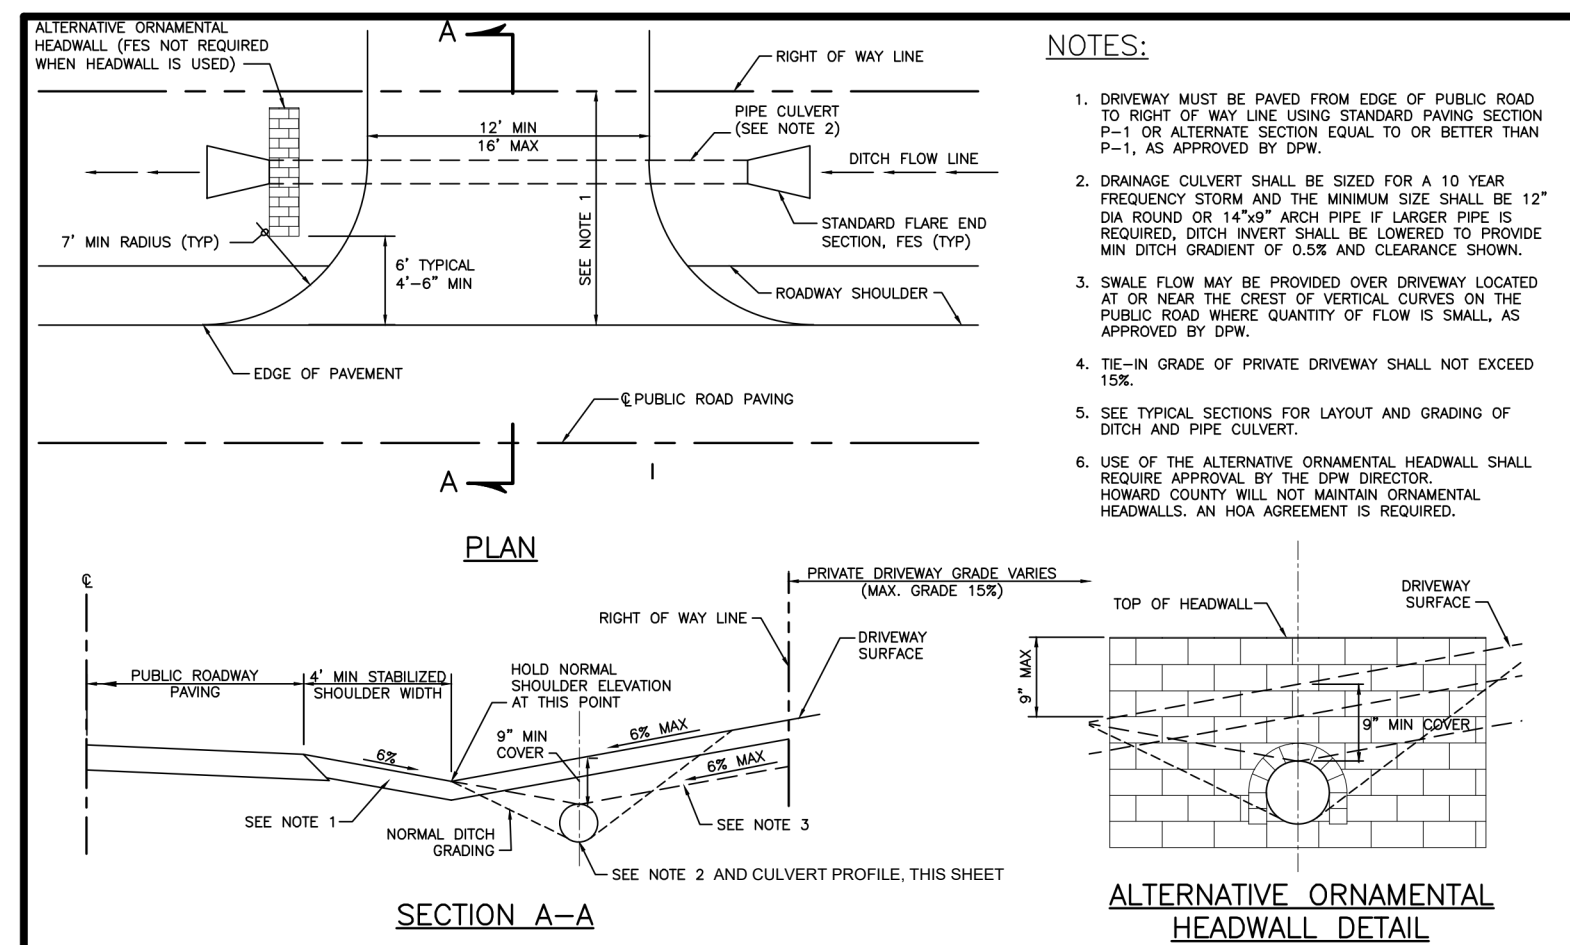 ALTERNATIVE ORNAMENTAL
HEADWALL (FES NOT REQUIRED
WHEN HEADWALL IS USED)
A
RIGHT OF WAY LINE
PIPE CULVERT
(SEE NOTE 2)
12' MIN
16' MAX
DITCH FLOW LINE
SEE NOTE 1
STANDARD FLARE END
SECTION, FES (TYP)
7' MIN RADIUS (TYP)
6' TYPICAL
4'-6" MIN
ROADWAY SHOULDER
EDGE OF PAVEMENT
℄ PUBLIC ROAD PAVING
A
PLAN
NOTES:
1. DRIVEWAY MUST BE PAVED FROM EDGE OF PUBLIC ROAD
TO RIGHT OF WAY LINE USING STANDARD PAVING SECTION
P-1 OR ALTERNATE SECTION EQUAL TO OR BETTER THAN
P-1, AS APPROVED BY DPW.
2. DRAINAGE CULVERT SHALL BE SIZED FOR A 10 YEAR
FREQUENCY STORM AND THE MINIMUM SIZE SHALL BE 12"
DIA ROUND OR 14"x9" ARCH PIPE IF LARGER PIPE IS
REQUIRED, DITCH INVERT SHALL BE LOWERED TO PROVIDE
MIN DITCH GRADIENT OF 0.5% AND CLEARANCE SHOWN.
3. SWALE FLOW MAY BE PROVIDED OVER DRIVEWAY LOCATED
AT OR NEAR THE CREST OF VERTICAL CURVES ON THE
PUBLIC ROAD WHERE QUANTITY OF FLOW IS SMALL, AS
APPROVED BY DPW.
4. TIE-IN GRADE OF PRIVATE DRIVEWAY SHALL NOT EXCEED
15%.
5. SEE TYPICAL SECTIONS FOR LAYOUT AND GRADING OF
DITCH AND PIPE CULVERT.
6. USE OF THE ALTERNATIVE ORNAMENTAL HEADWALL SHALL
REQUIRE APPROVAL BY THE DPW DIRECTOR.
HOWARD COUNTY WILL NOT MAINTAIN ORNAMENTAL
HEADWALLS. AN HOA AGREEMENT IS REQUIRED.
℄
PRIVATE DRIVEWAY GRADE VARIES
(MAX. GRADE 15%)
RIGHT OF WAY LINE
DRIVEWAY
SURFACE
PUBLIC ROADWAY
PAVING
4' MIN STABILIZED
SHOULDER WIDTH
HOLD NORMAL
SHOULDER ELEVATION
AT THIS POINT
9" MIN
COVER
6% MAX
6%
6% MAX
SEE NOTE 1
NORMAL DITCH
GRADING
SEE NOTE 3
SEE NOTE 2 AND CULVERT PROFILE, THIS SHEET
SECTION A-A
TOP OF HEADWALL
DRIVEWAY
SURFACE
9" MAX
9" MIN COVER
ALTERNATIVE ORNAMENTAL
HEADWALL DETAIL